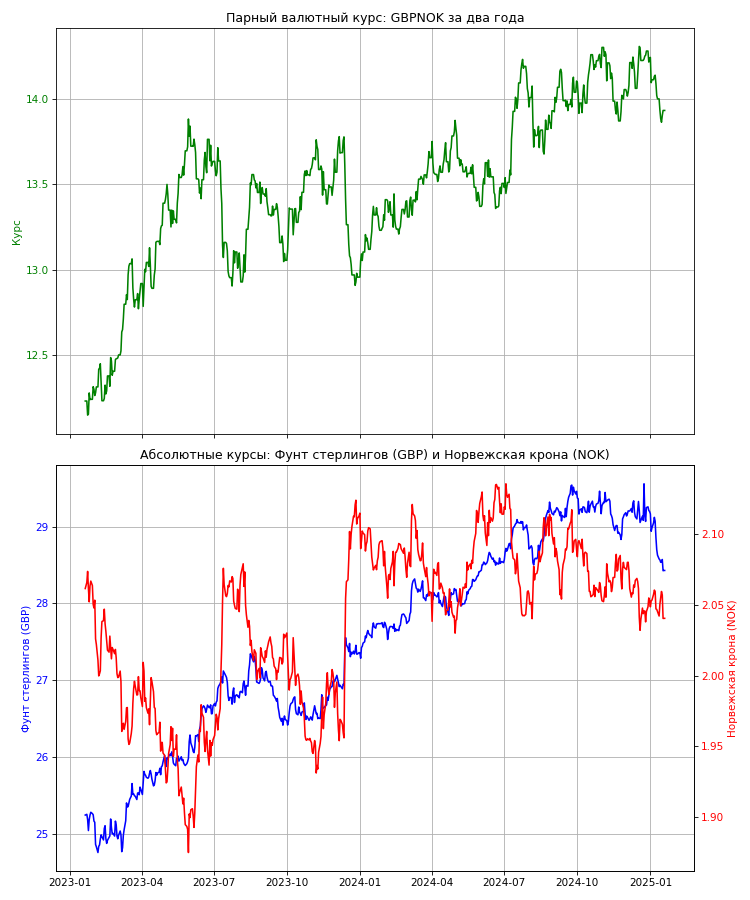 Парный валютный курс: GBPNOK за два года
14.0
13.5
13.0
12.5
Курс
Абсолютные курсы: Фунт стерлингов (GBP) и Норвежская крона (NOK)
29
28
27
26
25
Фунт стерлингов (GBP)
2.10
2.05
2.00
1.95
1.90
Норвежская крона (NOK)
2023-01 2023-04 2023-07 2023-10 2024-01 2024-04 2024-07 2024-10 2025-01